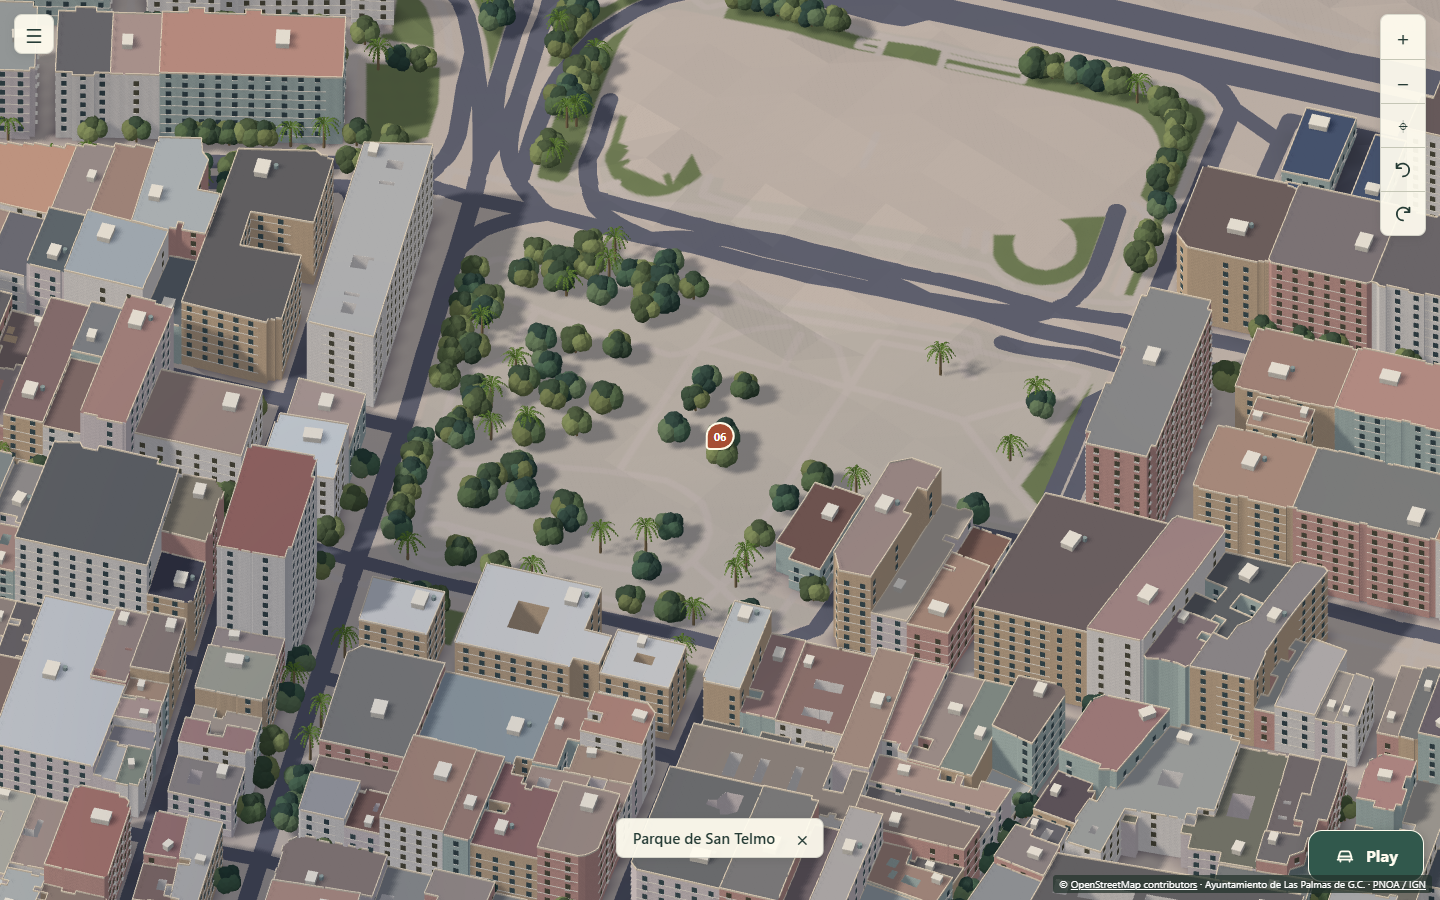 06
Parque de San Telmo ×
Play
© OpenStreetMap contributors · Ayuntamiento de Las Palmas de G.C. · PNOA / IGN